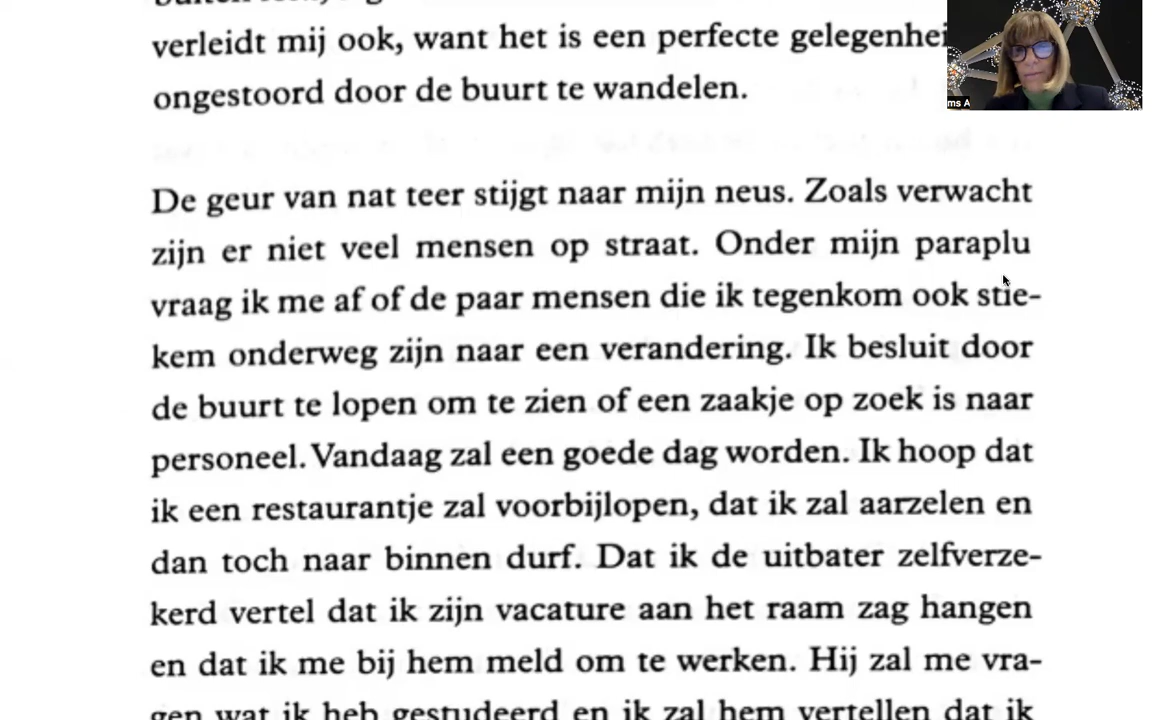 verleidt mij ook, want het is een perfecte
ongestoord door de buurt te wandelen.
De geur van nat teer stijgt naar mijn neus. Zoals verwacht
zijn er niet veel mensen op straat. Onder mijn paraplu
vraag ik me af of de paar mensen die ik tegenkom ook stie-
kem onderweg zijn naar een verandering. Ik besluit door
de buurt te lopen om te zien of een zaakje op zoek is naar
personeel. Vandaag zal een goede dag worden. Ik hoop dat
ik een restaurantje zal voorbijlopen, dat ik zal aarzelen en
dan toch naar binnen durf. Dat ik de uitbater zelfverze-
kerd vertel dat ik zijn vacature aan het raam zag hangen
en dat ik me bij hem meld om te werken. Hij zal me vra-
gen wat ik heb gestudeerd en ik zal hem vertellen dat ik
ms A